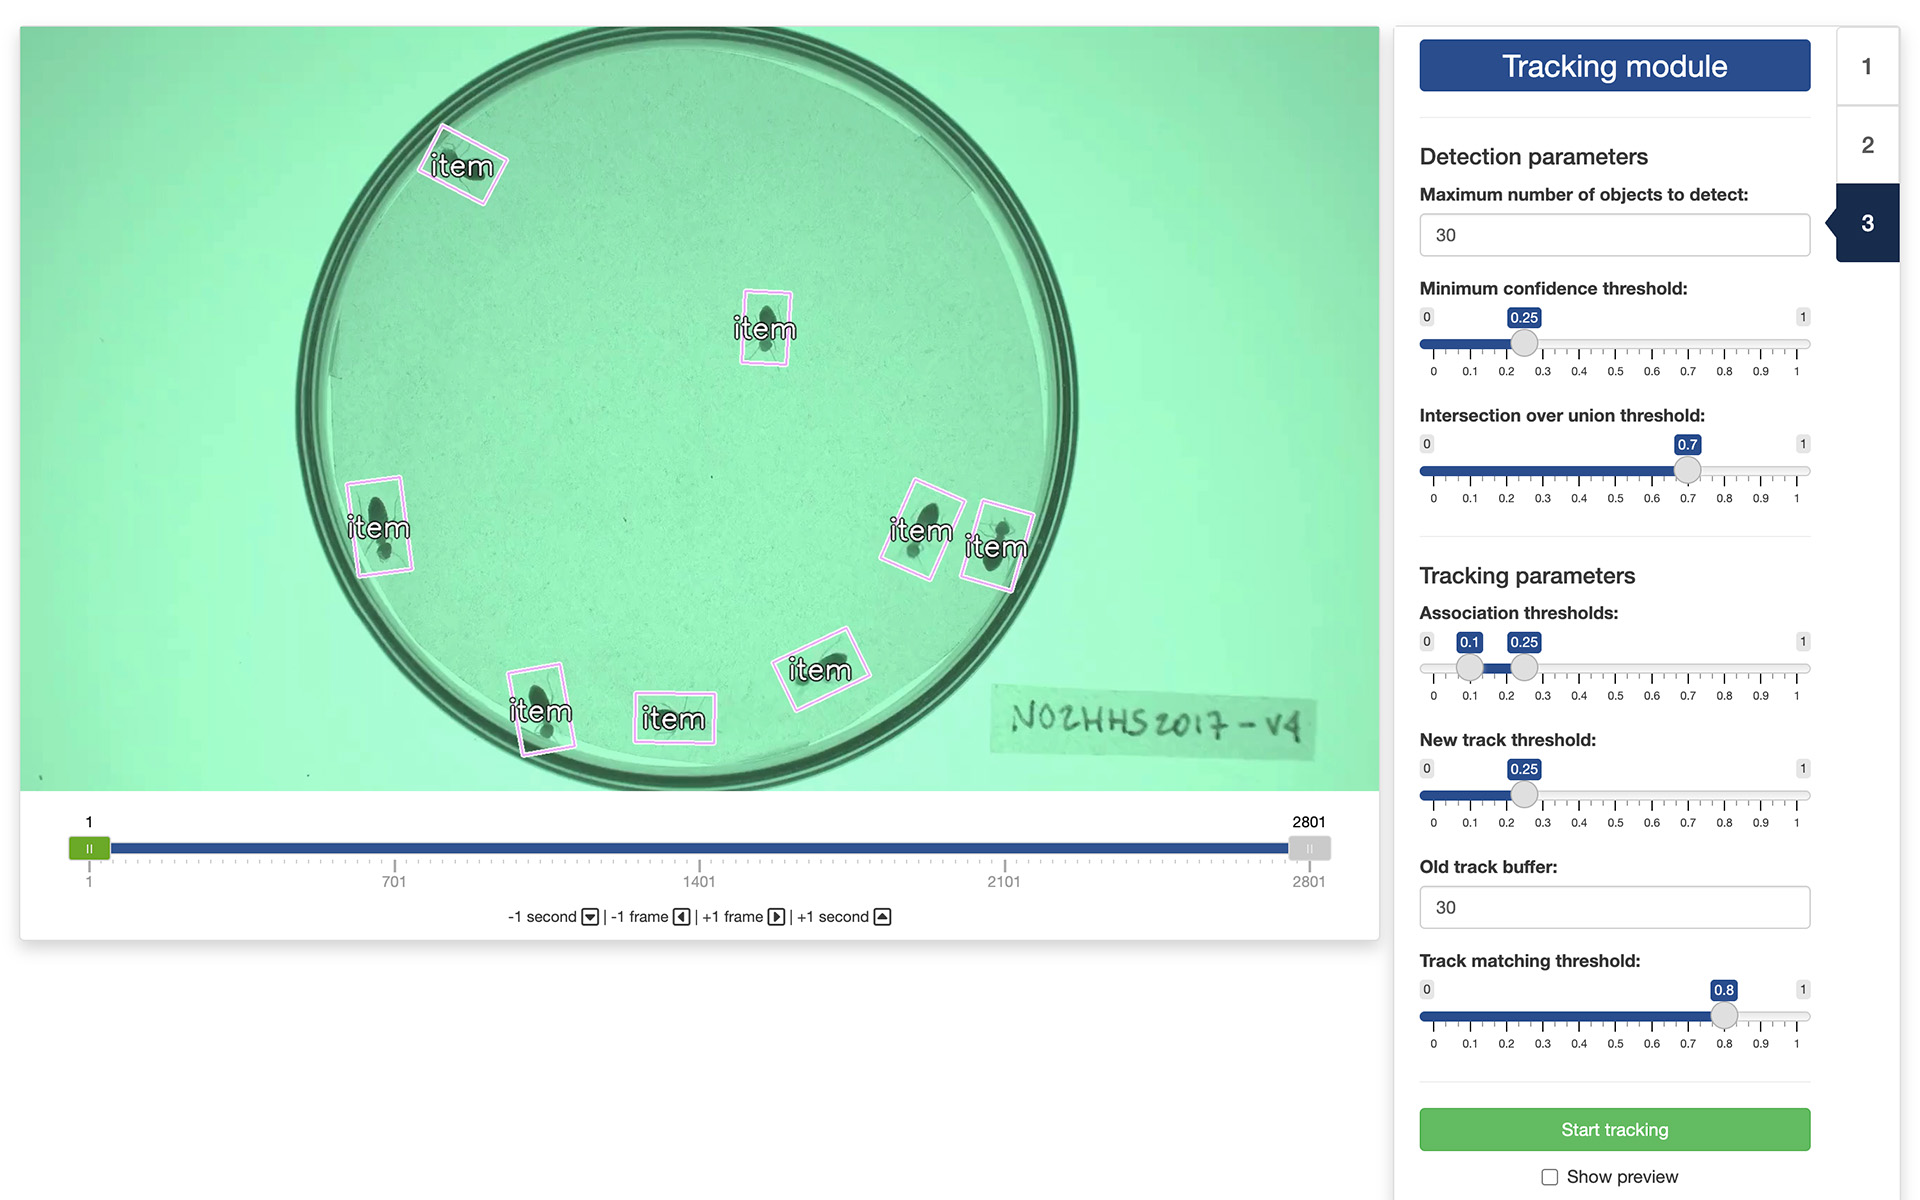 item
item
item
item
item
item
item
item
NO2HHS2017-V4
1
2801
1
701
1401
2101
2801
-1 second | -1 frame | +1 frame | +1 second
Tracking module
Detection parameters
Maximum number of objects to detect:
30
Minimum confidence threshold:
0 0.25 1
0 0.1 0.2 0.3 0.4 0.5 0.6 0.7 0.8 0.9 1
Intersection over union threshold:
0 0.7 1
0 0.1 0.2 0.3 0.4 0.5 0.6 0.7 0.8 0.9 1
Tracking parameters
Association thresholds:
0 0.1 0.25 1
0 0.1 0.2 0.3 0.4 0.5 0.6 0.7 0.8 0.9 1
New track threshold:
0 0.25 1
0 0.1 0.2 0.3 0.4 0.5 0.6 0.7 0.8 0.9 1
Old track buffer:
30
Track matching threshold:
0 0.8 1
0 0.1 0.2 0.3 0.4 0.5 0.6 0.7 0.8 0.9 1
Start tracking
Show preview
1
2
3